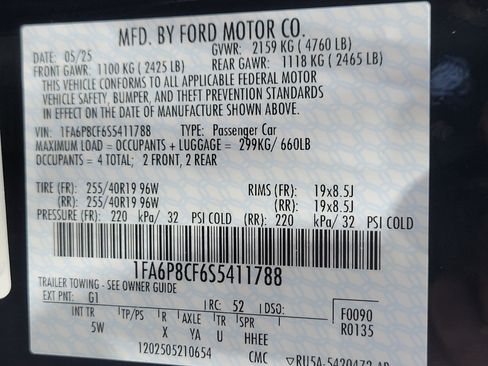 MFD. BY FORD MOTOR CO.
DATE: 05/25 GVWR: 2159 KG ( 4760 LB)
FRONT GAWR: 1100 KG ( 2425 LB) REAR GAWR: 1118 KG ( 2465 LB)
THIS VEHICLE CONFORMS TO ALL APPLICABLE FEDERAL MOTOR
VEHICLE SAFETY, BUMPER, AND THEFT PREVENTION STANDARDS
IN EFFECT ON THE DATE OF MANUFACTURE SHOWN ABOVE.
VIN: 1FA6P8CF6S5411788 TYPE: Passenger Car
MAXIMUM LOAD = OCCUPANTS + LUGGAGE = 299KG/ 660LB
OCCUPANTS = 4 TOTAL; 2 FRONT, 2 REAR
TIRE (FR): 255/40R19 96W RIMS (FR): 19x8.5J
(RR): 255/40R19 96W (RR): 19x8.5J
PRESSURE (FR): 220 kPa/ 32 PSI COLD (RR): 220 kPa/ 32 PSI COLD
1FA6P8CF6S5411788
TRAILER TOWING - SEE OWNER GUIDE
EXT PNT: G1 RC: 52 DSO: F0090
INT TR TP/PS R AXLE TR SPR R0135
5W X YA U HHEE
1202505210654 CMC